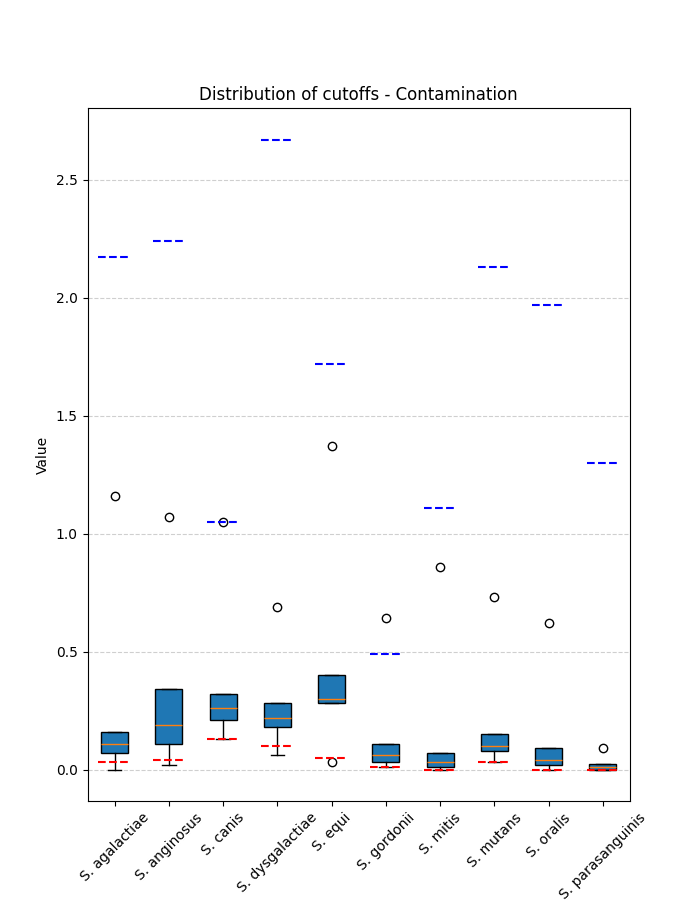 Distribution of cutoffs - Contamination
Value
2.5
2.0
1.5
1.0
0.5
0.0
S. agalactiae
S. anginosus
S. canis
S. dysgalactiae
S. equi
S. gordonii
S. mitis
S. mutans
S. oralis
S. parasanguinis